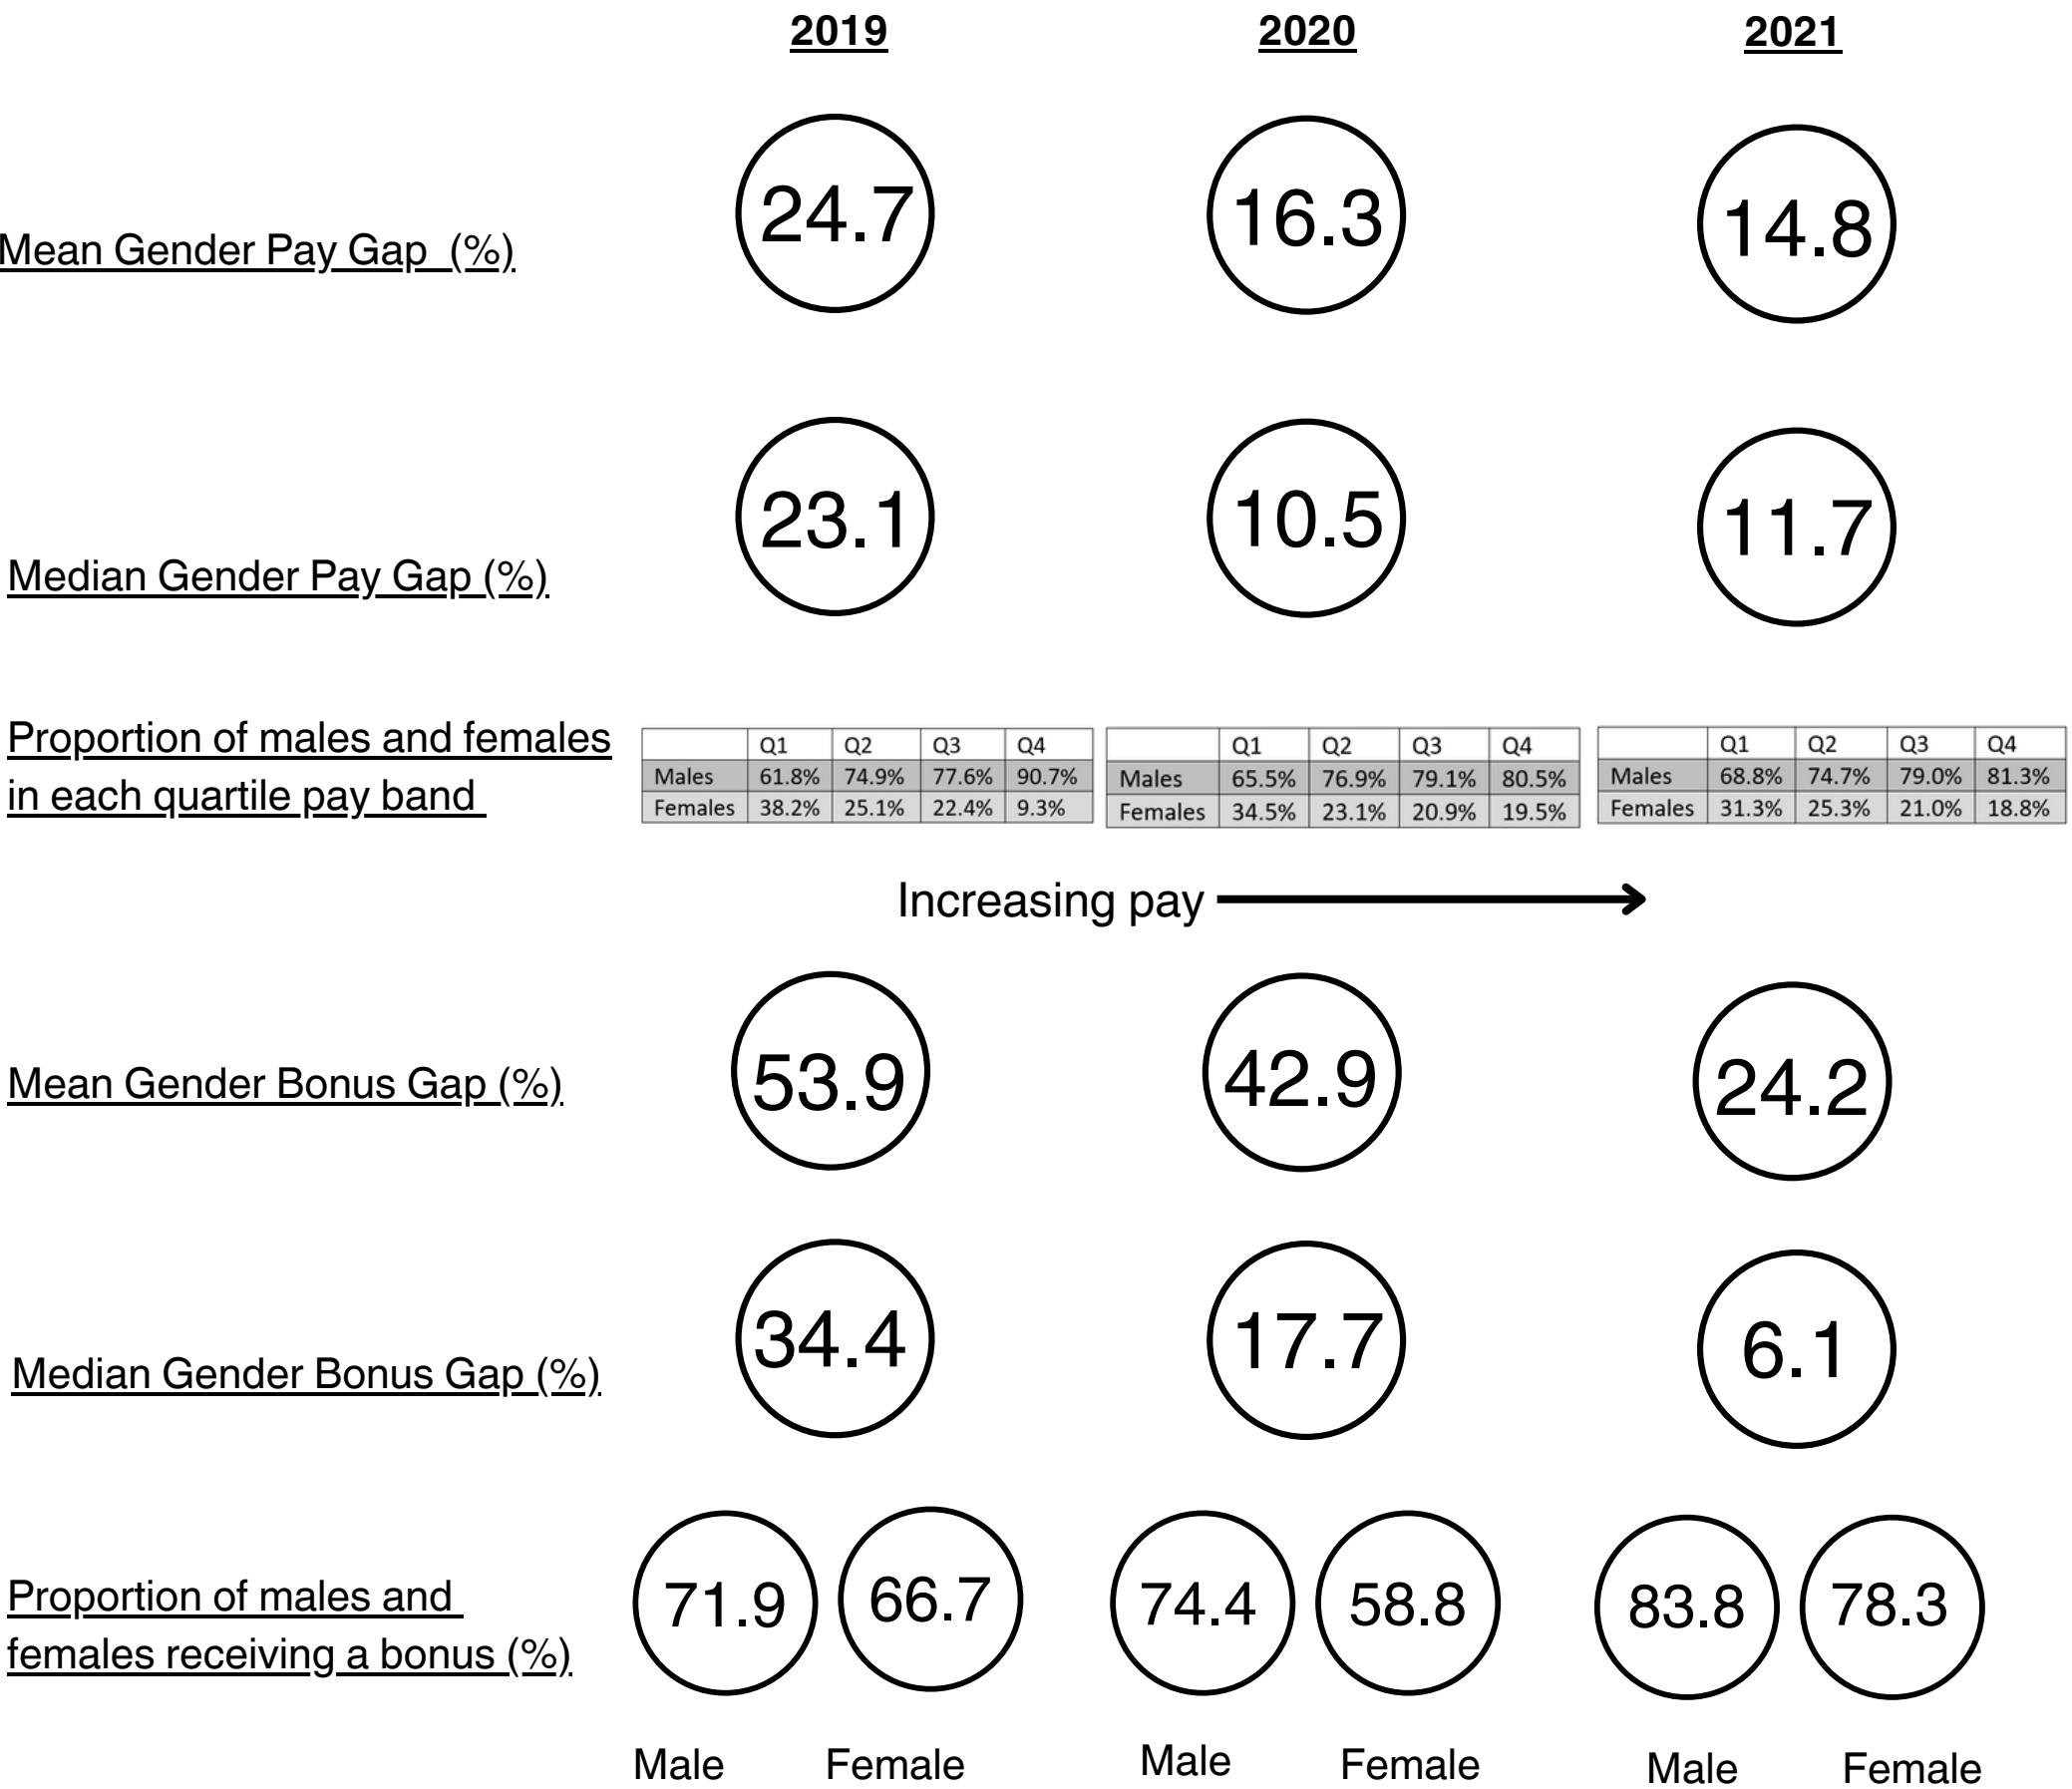 2019 2020 2021
Mean Gender Pay Gap (%) 24.7 16.3 14.8
Median Gender Pay Gap (%) 23.1 10.5 11.7
Proportion of males and females
in each quartile pay band
Q1 Q2 Q3 Q4
Males 61.8% 74.9% 77.6% 90.7%
Females 38.2% 25.1% 22.4% 9.3%
Q1 Q2 Q3 Q4
Males 65.5% 76.9% 79.1% 80.5%
Females 34.5% 23.1% 20.9% 19.5%
Q1 Q2 Q3 Q4
Males 68.8% 74.7% 79.0% 81.3%
Females 31.3% 25.3% 21.0% 18.8%
Increasing pay
Mean Gender Bonus Gap (%) 53.9 42.9 24.2
Median Gender Bonus Gap (%) 34.4 17.7 6.1
Proportion of males and
females receiving a bonus (%)
71.9 66.7 74.4 58.8 83.8 78.3
Male Female Male Female Male Female